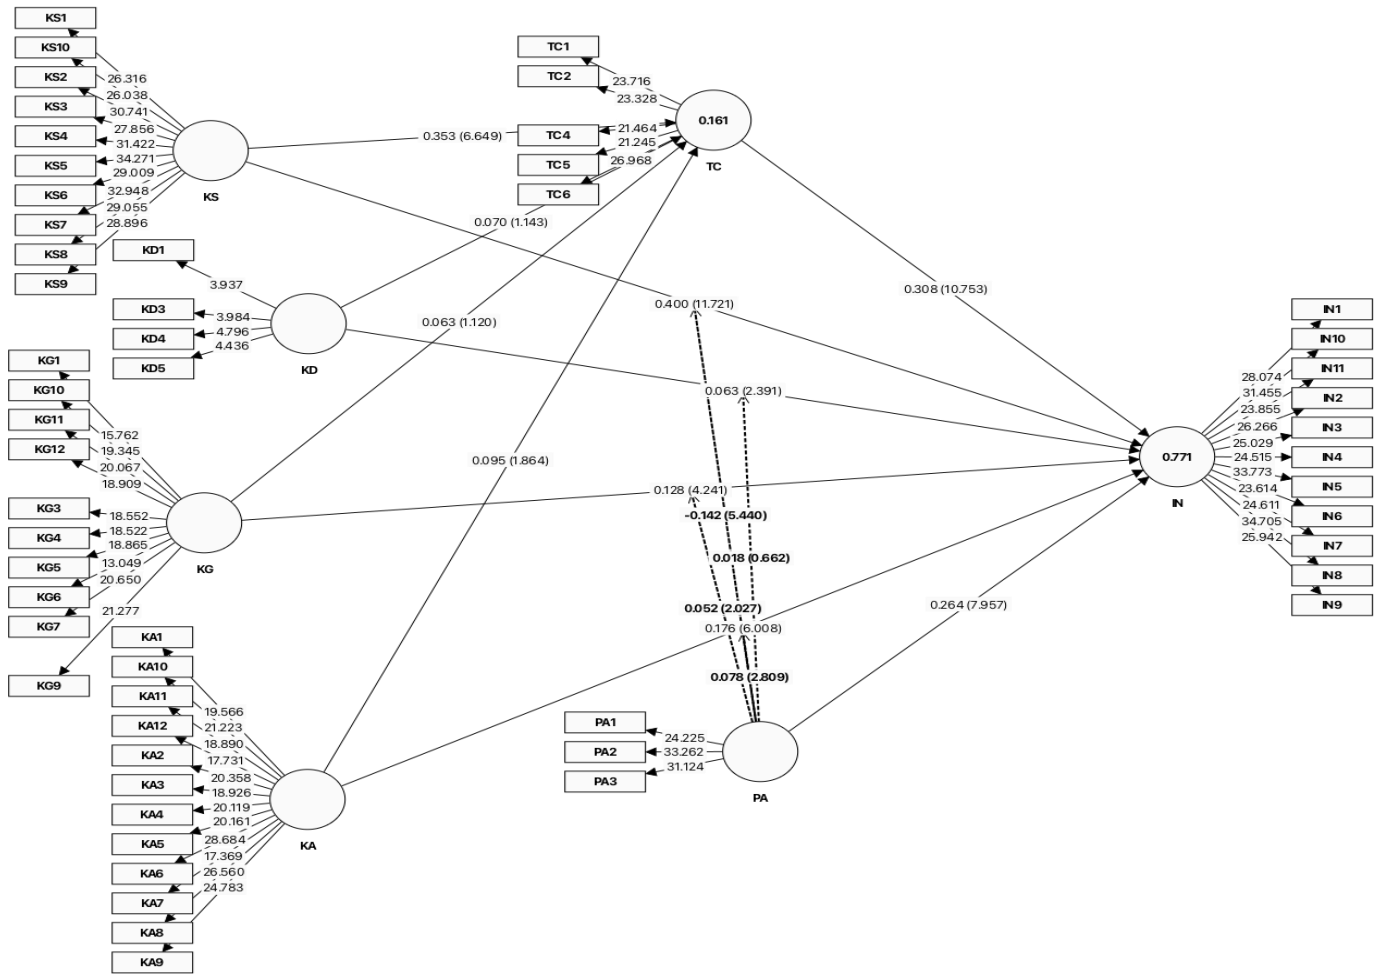 KS1
KS10
KS2
KS3
KS4
KS5
KS6
KS7
KS8
KS9
26.316
26.038
30.741
27.856
31.422
34.271
29.009
32.948
29.055
28.896
KS
TC1
TC2
TC4
TC5
TC6
23.716
23.328
21.464
21.245
26.968
0.161
TC
0.353 (6.649)
0.070 (1.143)
0.063 (1.120)
0.095 (1.864)
0.308 (10.753)
0.400 (11.721)
0.063 (2.391)
0.128 (4.241)
-0.142 (5.440)
0.018 (0.662)
0.052 (2.027)
0.176 (6.008)
0.078 (2.809)
0.264 (7.957)
KD1
KD3
KD4
KD5
3.937
3.984
4.796
4.436
KD
KG1
KG10
KG11
KG12
KG3
KG4
KG5
KG6
KG7
KG9
15.762
19.345
20.067
18.909
18.552
18.522
18.865
13.049
20.650
21.277
KG
KA1
KA10
KA11
KA12
KA2
KA3
KA4
KA5
KA6
KA7
KA8
KA9
19.566
21.223
18.890
17.731
20.358
18.926
20.119
20.161
28.684
17.369
26.560
24.783
KA
PA1
PA2
PA3
24.225
33.262
31.124
PA
0.771
IN
28.074
31.455
23.855
26.266
25.029
24.515
33.773
23.614
24.611
34.705
25.942
IN1
IN10
IN11
IN2
IN3
IN4
IN5
IN6
IN7
IN8
IN9